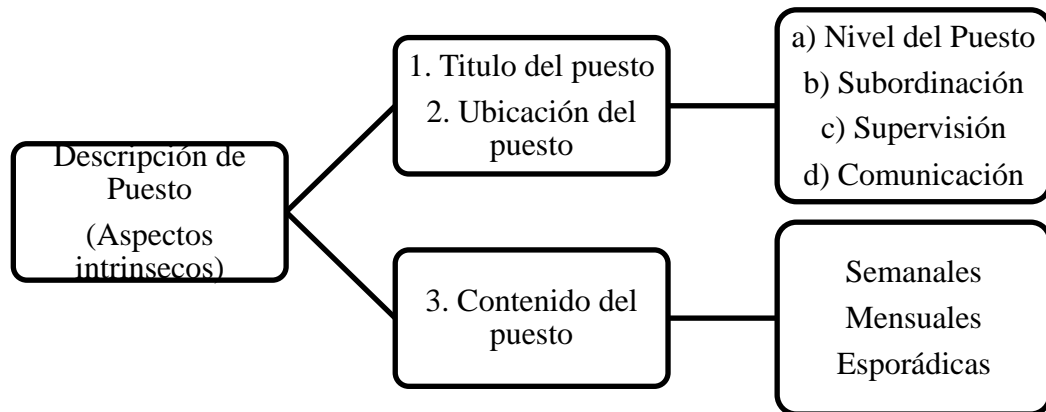 Descripción de
Puesto
(Aspectos
intrinsecos)
1. Titulo del puesto
2. Ubicación del
puesto
a) Nivel del Puesto
b) Subordinación
c) Supervisión
d) Comunicación
3. Contenido del
puesto
Semanales
Mensuales
Esporádicas